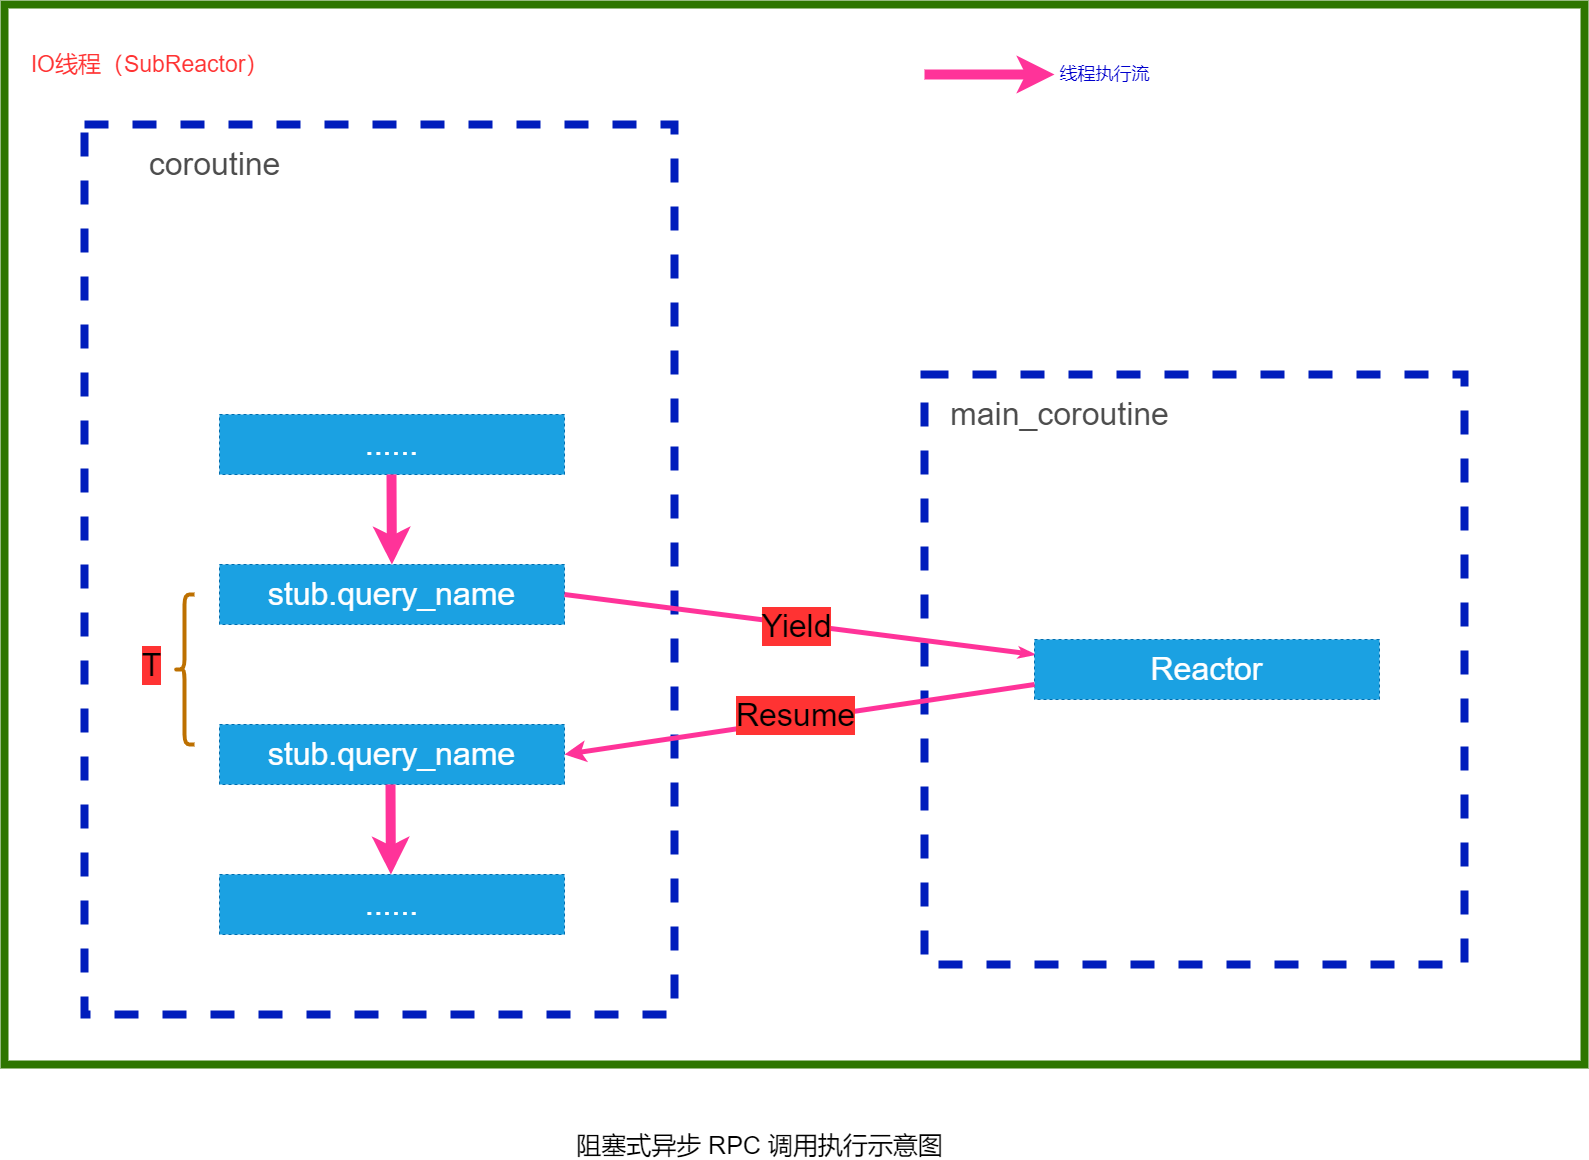 IO线程（SubReactor）
线程执行流
coroutine
main_coroutine
......
stub.query_name
Yield
T
Reactor
Resume
stub.query_name
......
阻塞式异步 RPC 调用执行示意图